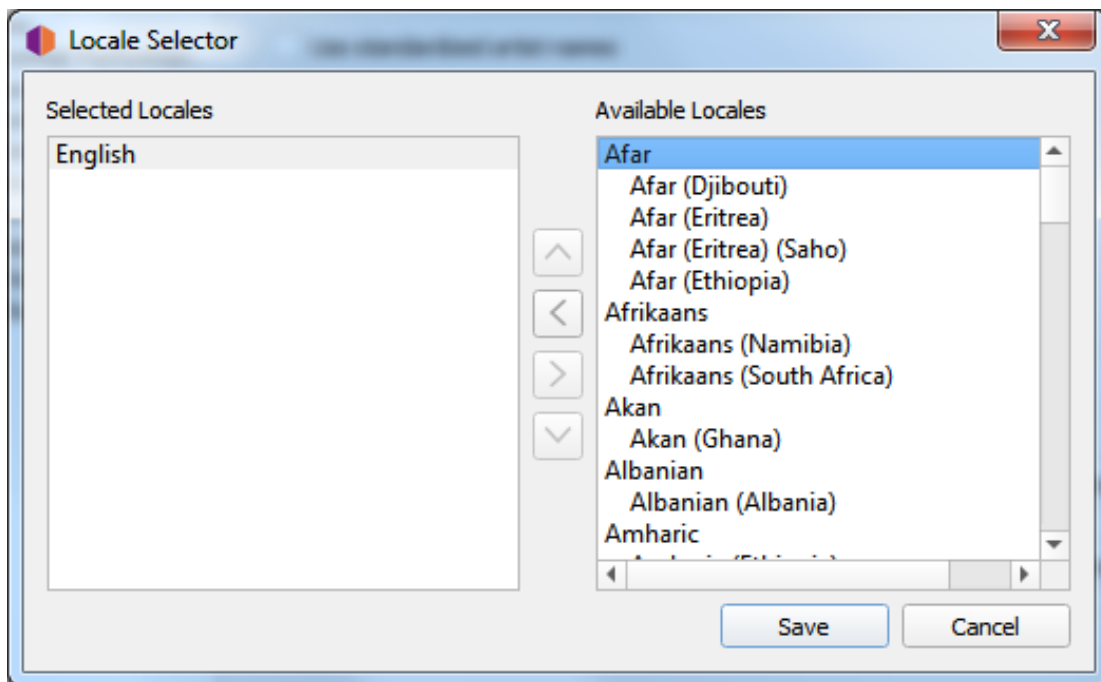 Locale Selector
Selected Locales
English
Available Locales
Afar
Afar (Djibouti)
Afar (Eritrea)
Afar (Eritrea) (Saho)
Afar (Ethiopia)
Afrikaans
Afrikaans (Namibia)
Afrikaans (South Africa)
Akan
Akan (Ghana)
Albanian
Albanian (Albania)
Amharic
Save
Cancel